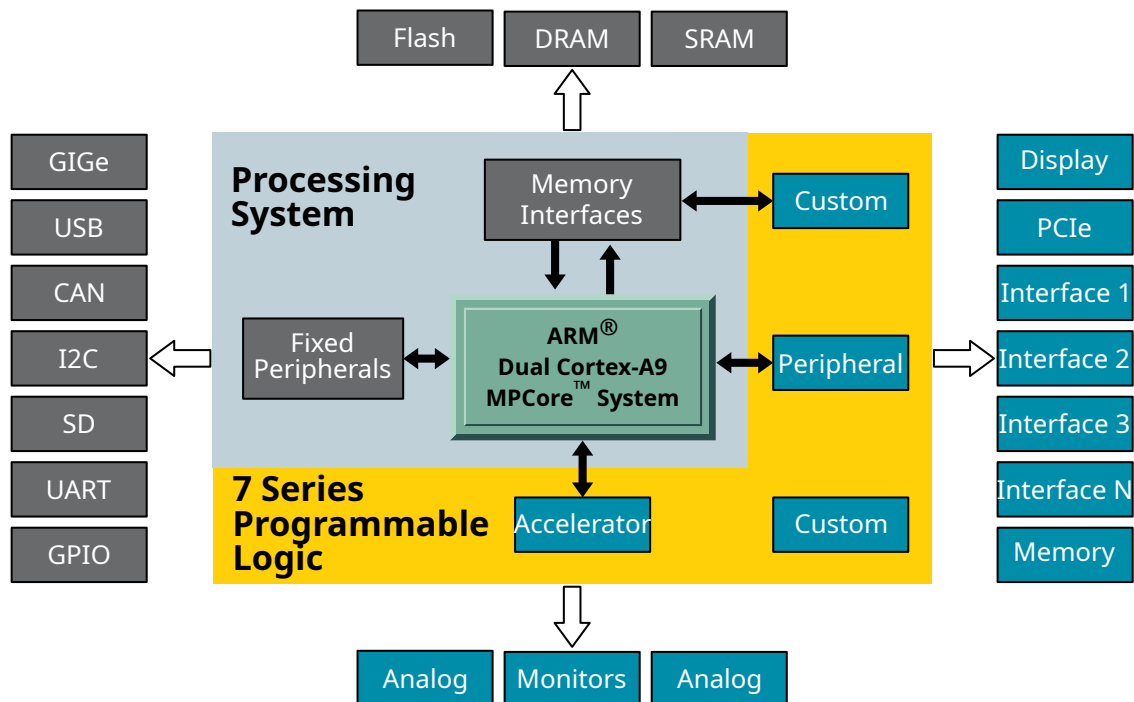 Flash
DRAM
SRAM
GIGe
USB
CAN
I2C
SD
UART
GPIO
Processing
System
Memory
Interfaces
Custom
Fixed
Peripherals
ARM®
Dual Cortex-A9
MPCore™ System
Peripheral
7 Series
Programmable
Logic
Accelerator
Custom
Display
PCIe
Interface 1
Interface 2
Interface 3
Interface N
Memory
Analog
Monitors
Analog